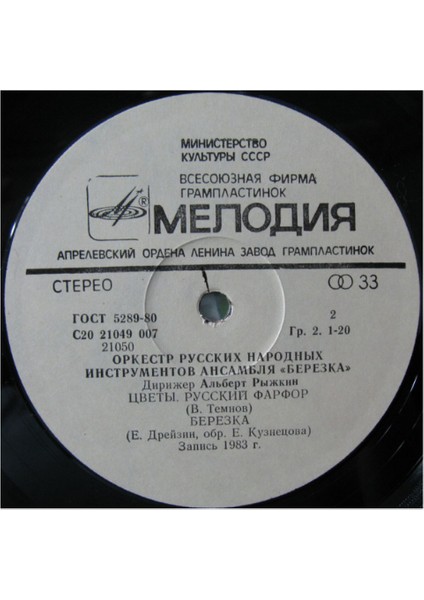 МИНИСТЕРСТВО
КУЛЬТУРЫ СССР
ВСЕСОЮЗНАЯ ФИРМА
ГРАМПЛАСТИНОК
® МЕЛОДИЯ
АПРЕЛЕВСКИЙ ОРДЕНА ЛЕНИНА ЗАВОД ГРАМПЛАСТИНОК
СТЕРЕО 33
ГОСТ 5289-80 2
С20 21049 007 Гр. 2. 1-20
21050
ОРКЕСТР РУССКИХ НАРОДНЫХ
ИНСТРУМЕНТОВ АНСАМБЛЯ «БЕРЕЗКА»
Дирижер Альберт Рыжкин
ЦВЕТЫ. РУССКИЙ ФАРФОР
(В. Темнов)
БЕРЕЗКА
(Е. Дрейзин, обр. Е. Кузнецова)
Запись 1983 г.